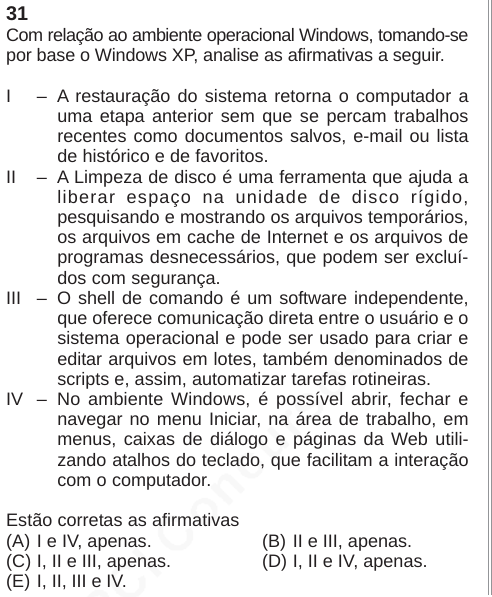 31
Com relação ao ambiente operacional Windows, tomando-se
por base o Windows XP, analise as afirmativas a seguir.
I – A restauração do sistema retorna o computador a
uma etapa anterior sem que se percam trabalhos
recentes como documentos salvos, e-mail ou lista
de histórico e de favoritos.
II – A Limpeza de disco é uma ferramenta que ajuda a
liberar espaço na unidade de disco rígido,
pesquisando e mostrando os arquivos temporários,
os arquivos em cache de Internet e os arquivos de
programas desnecessários, que podem ser excluí-
dos com segurança.
III – O shell de comando é um software independente,
que oferece comunicação direta entre o usuário e o
sistema operacional e pode ser usado para criar e
editar arquivos em lotes, também denominados de
scripts e, assim, automatizar tarefas rotineiras.
IV – No ambiente Windows, é possível abrir, fechar e
navegar no menu Iniciar, na área de trabalho, em
menus, caixas de diálogo e páginas da Web utili-
zando atalhos do teclado, que facilitam a interação
com o computador.
Estão corretas as afirmativas
(A) I e IV, apenas. (B) II e III, apenas.
(C) I, II e III, apenas. (D) I, II e IV, apenas.
(E) I, II, III e IV.